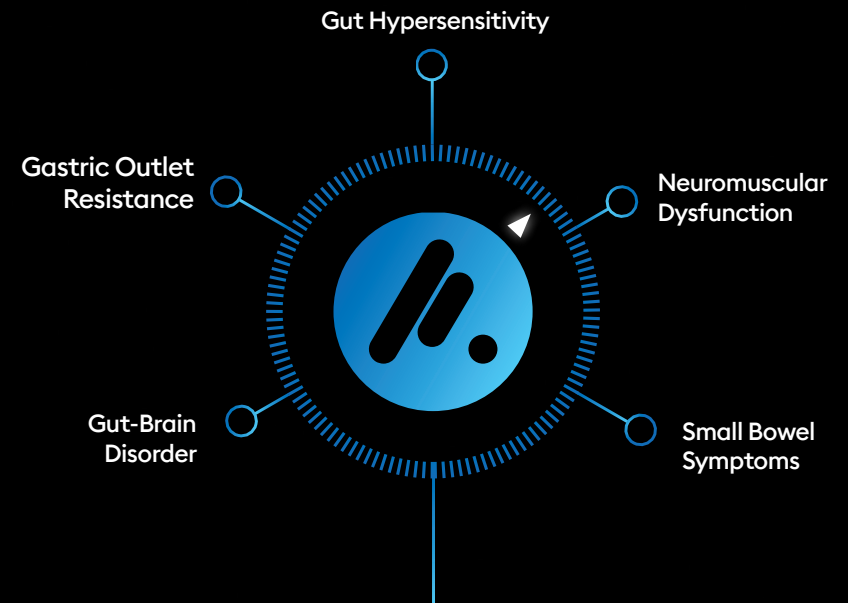 Gut Hypersensitivity
Gastric Outlet
Resistance
Neuromuscular
Dysfunction
Gut-Brain
Disorder
Small Bowel
Symptoms